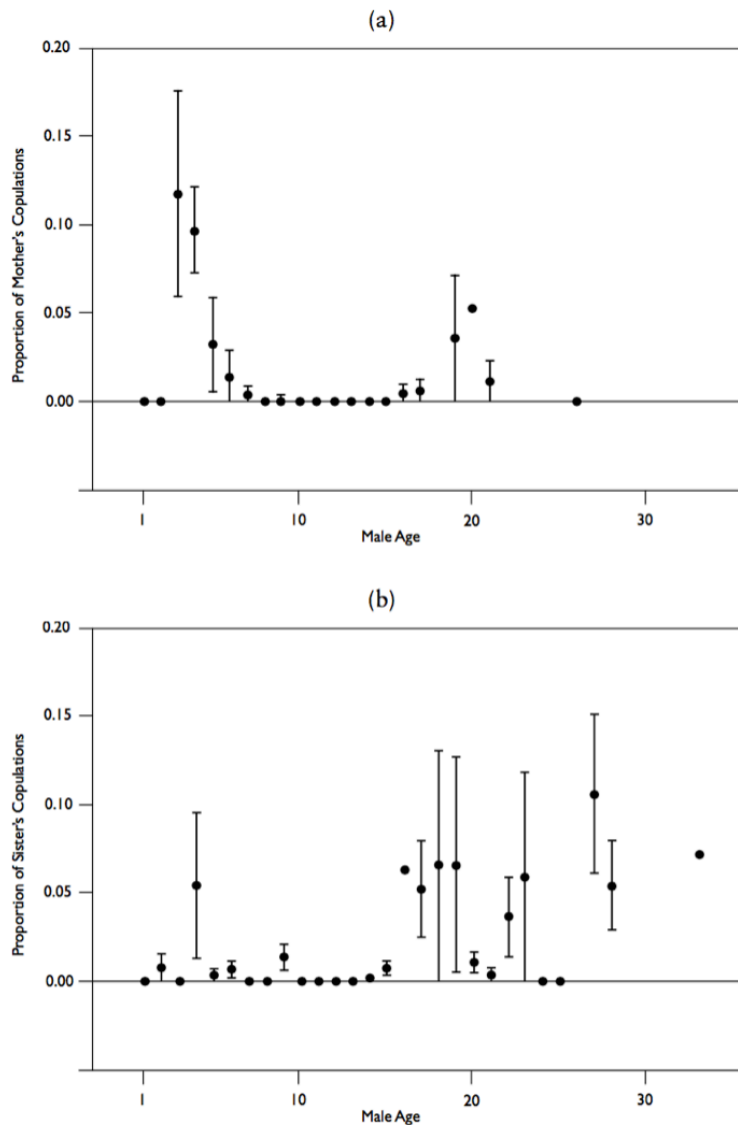 (a)
0.20
0.15
0.10
0.05
0.00
Proportion of Mother's Copulations
1 10 20 30
Male Age
(b)
0.20
0.15
0.10
0.05
0.00
Proportion of Sister's Copulations
1 10 20 30
Male Age